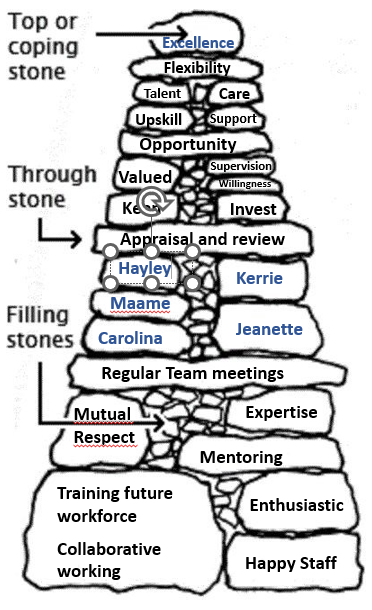 Top or
coping
stone
Excellence
Flexibility
Talent
Care
Upskill
Support
Opportunity
Through
stone
Valued
Supervision
Willingness
Invest
Appraisal and review
Hayley
Kerrie
Maame
Filling
stones
Carolina
Jeanette
Regular Team meetings
Mutual
Respect
Expertise
Mentoring
Training future
workforce
Enthusiastic
Collaborative
working
Happy Staff